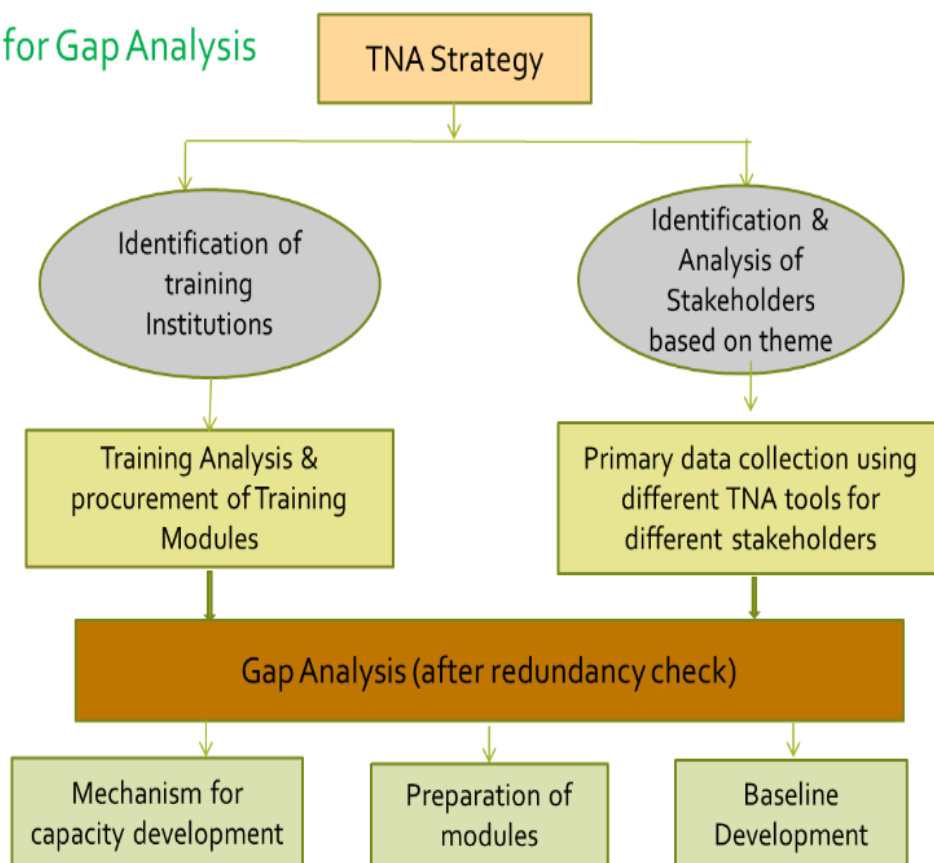 for Gap Analysis
TNA Strategy
Identification of
training
Institutions
Identification &
Analysis of
Stakeholders
based on theme
Training Analysis &
procurement of Training
Modules
Primary data collection using
different TNA tools for
different stakeholders
Gap Analysis (after redundancy check)
Mechanism for
capacity development
Preparation of
modules
Baseline
Development